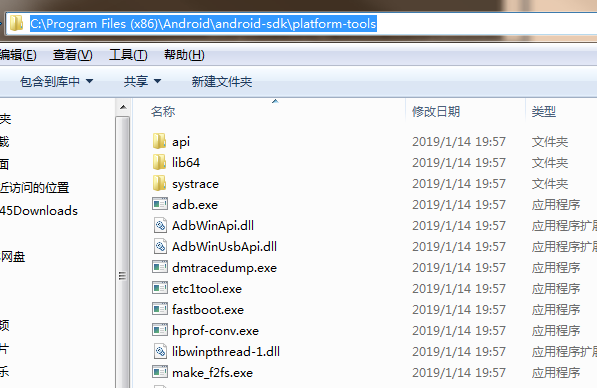 C:\Program Files (x86)\Android\android-sdk\platform-tools
编辑(E) 查看(V) 工具(T) 帮助(H)
包含到库中 共享 新建文件夹
名称 修改日期 类型
夹
载
面
近访问的位置
45Downloads
网盘
频
片
乐
api 2019/1/14 19:57 文件夹
lib64 2019/1/14 19:57 文件夹
systrace 2019/1/14 19:57 文件夹
adb.exe 2019/1/14 19:57 应用程序
AdbWinApi.dll 2019/1/14 19:57 应用程序扩展
AdbWinUsbApi.dll 2019/1/14 19:57 应用程序扩展
dmtracedump.exe 2019/1/14 19:57 应用程序
etc1tool.exe 2019/1/14 19:57 应用程序
fastboot.exe 2019/1/14 19:57 应用程序
hprof-conv.exe 2019/1/14 19:57 应用程序
libwinpthread-1.dll 2019/1/14 19:57 应用程序扩展
make_f2fs.exe 2019/1/14 19:57 应用程序